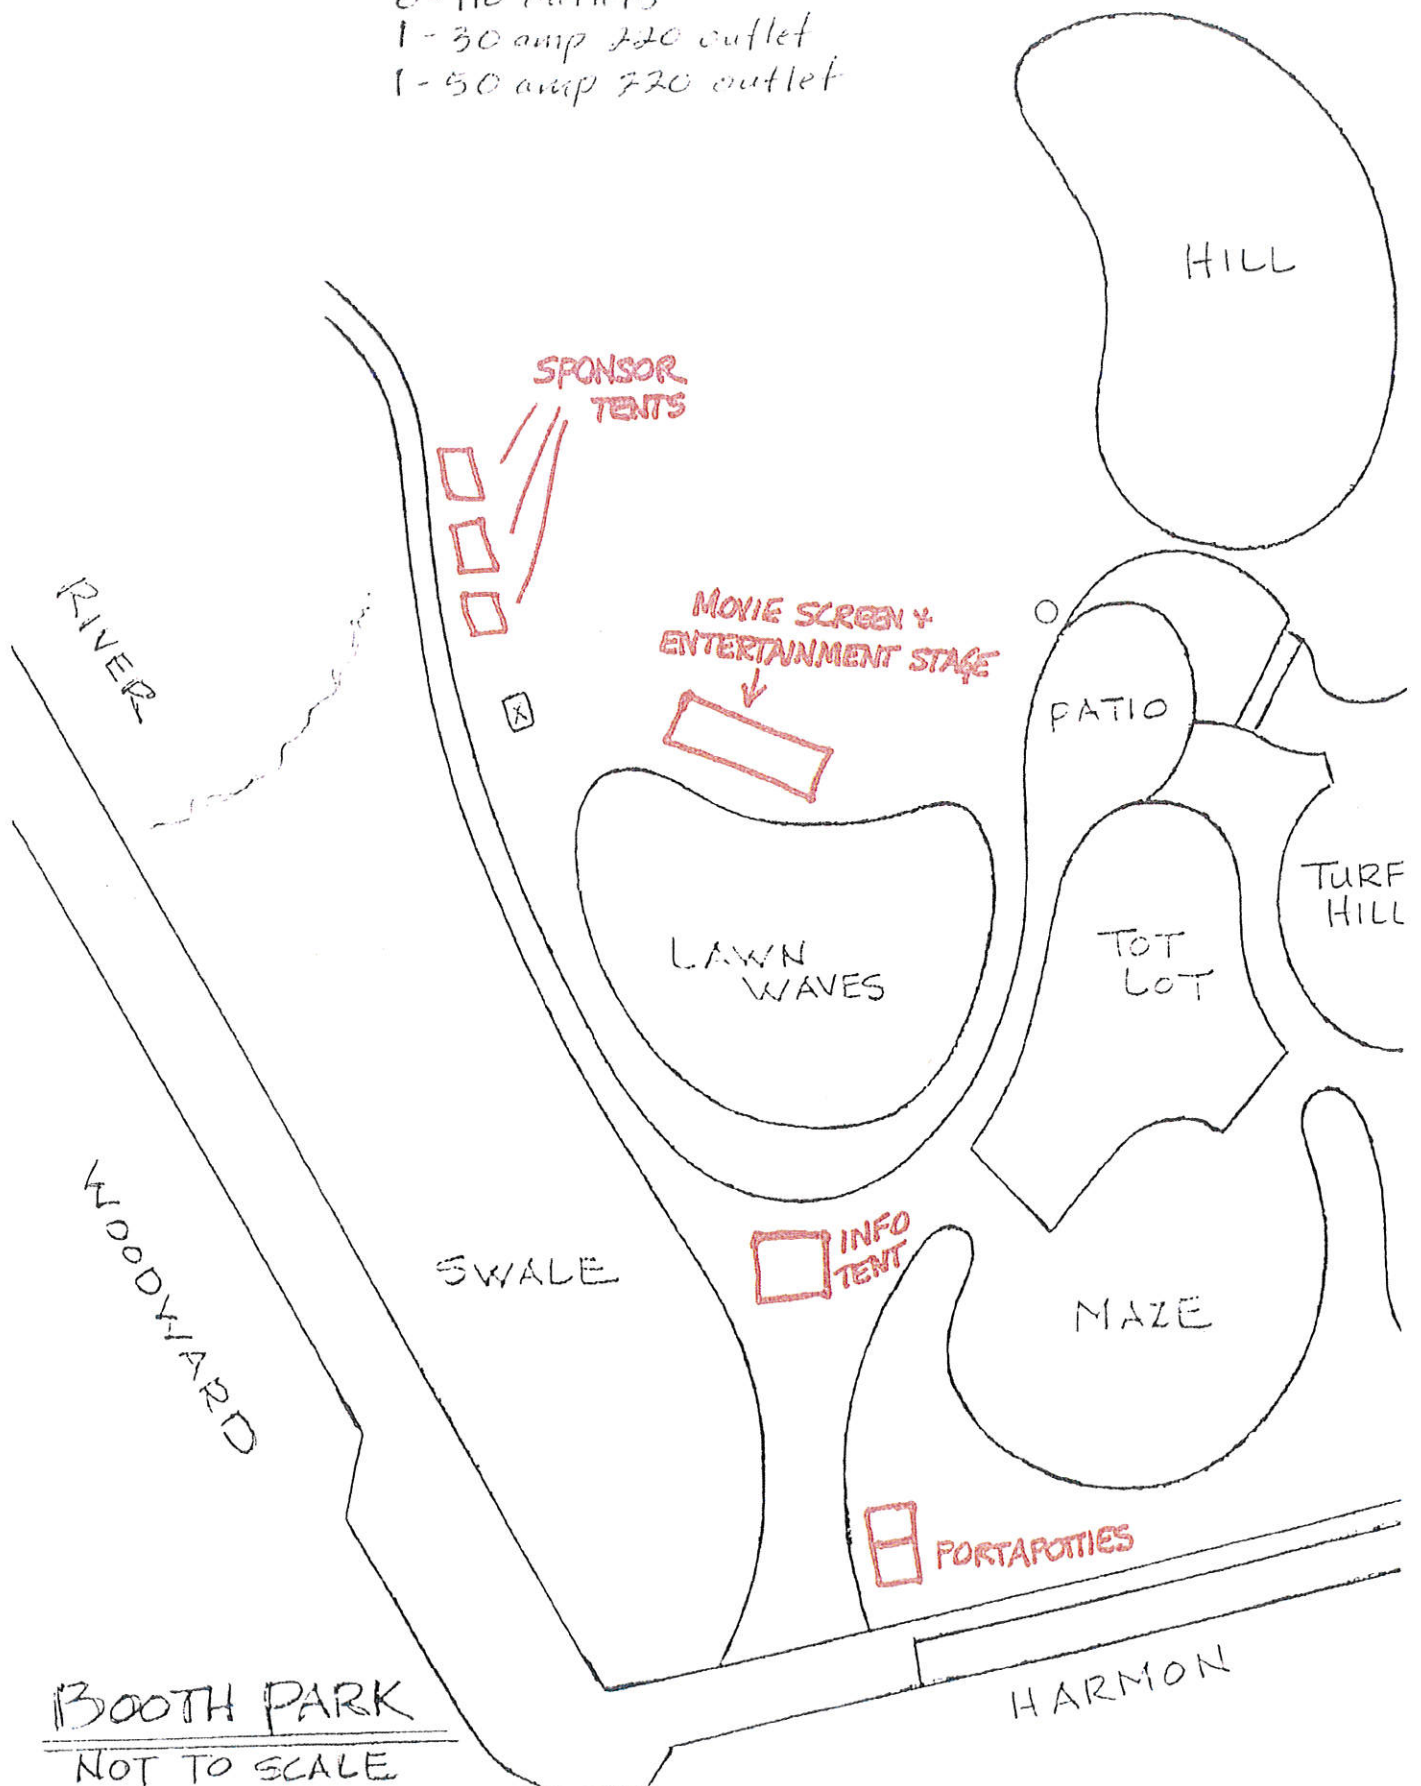 1-30 amp 220 outlet
1-50 amp 220 outlet
HILL
SPONSOR
TENTS
RIVER
MOVIE SCREEN +
ENTERTAINMENT STAGE
X
PATIO
TURF
HILL
LAWN
WAVES
TOT
LOT
WOODWARD
SWALE
INFO
TENT
MAZE
PORTAPOTTIES
HARMON
BOOTH PARK
NOT TO SCALE